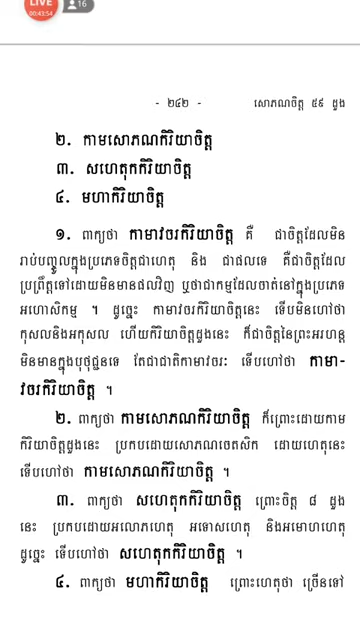 LIVE
00:43:54
16
- ២៤២ - សោភណចិត្ត ៥៩ ដួង
២. កាមសោភណកិរិយាចិត្ត
៣. សហេតុកកិរិយាចិត្ត
៤. មហាកិរិយាចិត្ត
១. ពាក្យថា កាមាវចរកិរិយាចិត្ត គឺ ជាចិត្តដែលមិន
រាប់បញ្ចូលក្នុងប្រភេទចិត្តជាហេតុ និង ជាផលទេ គឺជាចិត្តដែល
ប្រព្រឹត្តទៅដោយមិនមានផលវិញ ឬថាជាកម្មដែលចាត់នៅក្នុងប្រភេទ
អហោសិកម្ម ។ ដូច្នេះ កាមាវចរកិរិយាចិត្តនេះ ទើបមិនហៅថា
កុសលនិងអកុសល ហើយកិរិយាចិត្តដួងនេះ ក៏ជាចិត្តនៃព្រះអរហន្ត
មិនមានក្នុងបុថុជ្ជនទេ តែជាជាតិកាមាវចរៈ ទើបហៅថា កាមា-
វចរកិរិយាចិត្ត ។
២. ពាក្យថា កាមសោភណកិរិយាចិត្ត ក៏ព្រោះដោយកាម
កិរិយាចិត្តដួងនេះ ប្រកបដោយសោភណចេតសិក ដោយហេតុនេះ
ទើបហៅថា កាមសោភណកិរិយាចិត្ត ។
៣. ពាក្យថា សហេតុកកិរិយាចិត្ត ព្រោះចិត្ត ៨ ដួង
នេះ ប្រកបដោយអលោភហេតុ អទោសហេតុ និងអមោហហេតុ
ដូច្នេះ ទើបហៅថា សហេតុកកិរិយាចិត្ត ។
៤. ពាក្យថា មហាកិរិយាចិត្ត ព្រោះហេតុថា ច្រើនទៅ